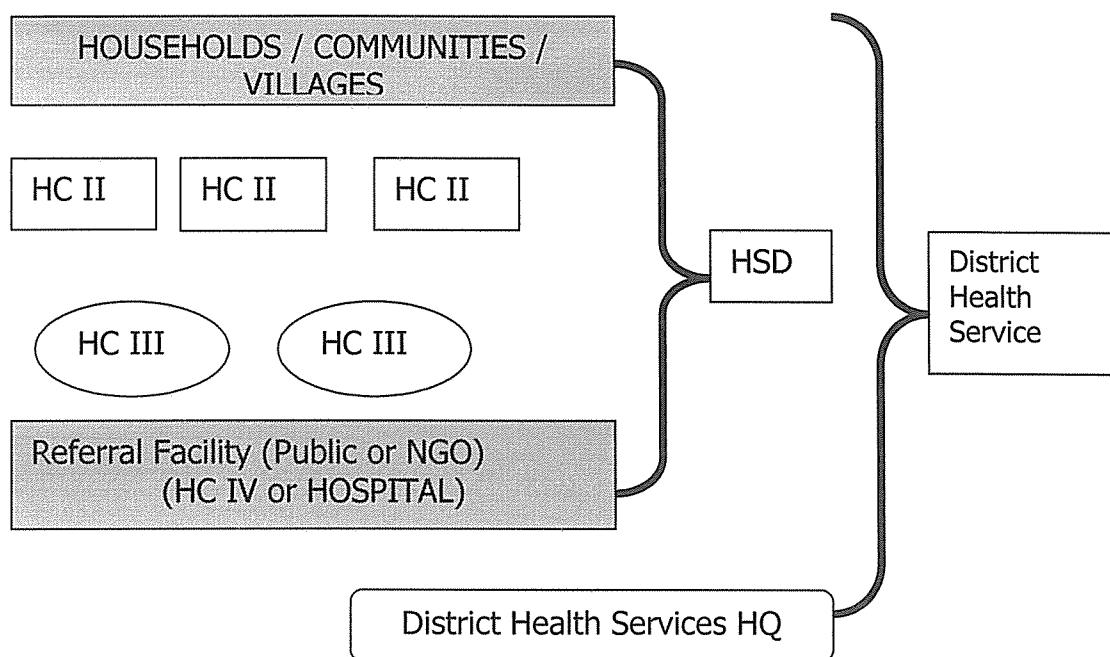 HOUSEHOLDS / COMMUNITIES /
VILLAGES
HC II
HC II
HC II
HSD
District
Health
Service
HC III
HC III
Referral Facility (Public or NGO)
(HC IV or HOSPITAL)
District Health Services HQ